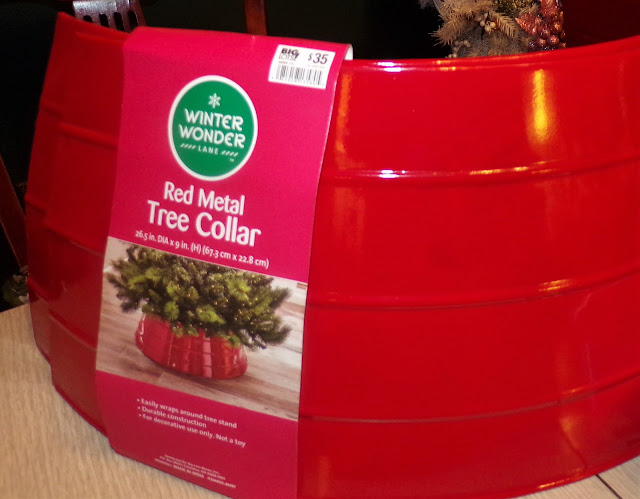 BIG
LOTS
$35
WINTER
WONDER
LANE
Red Metal
Tree Collar
26.5 in. DIA x 9 in. (H) (67.3 cm x 22.8 cm)
• Easily wraps around tree stand
• Durable construction
• For decorative use only. Not a toy